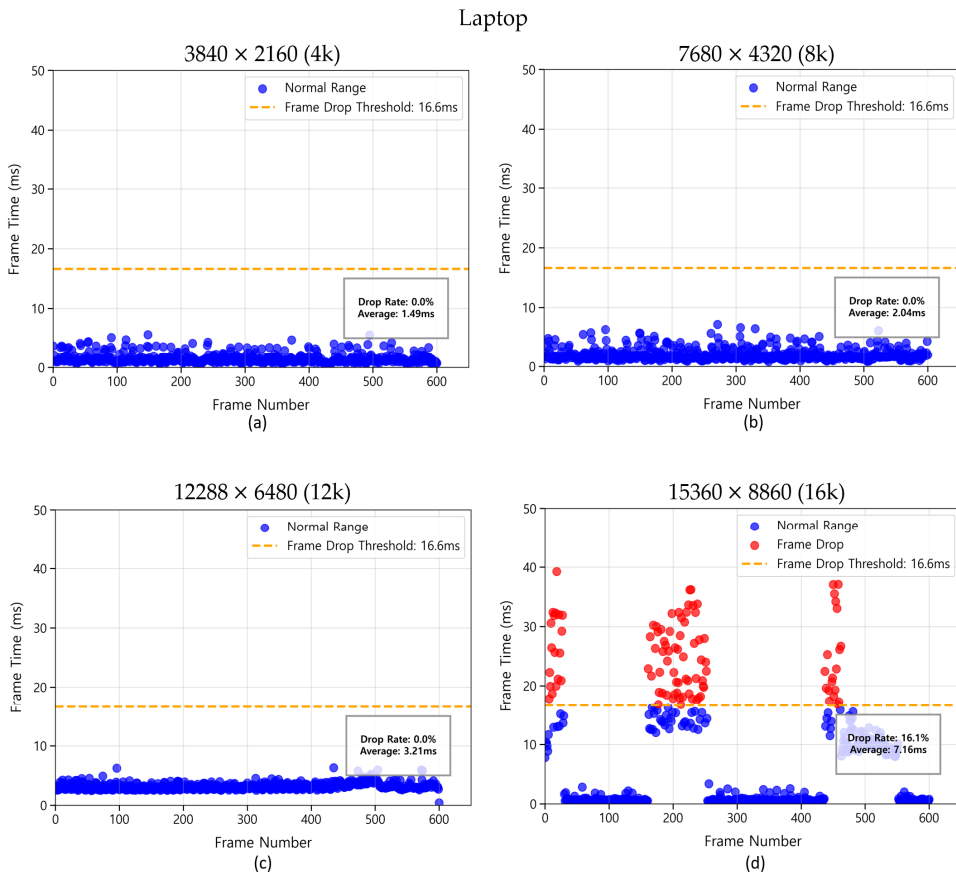 Laptop
3840 × 2160 (4k)
50
40
30
20
10
0
Frame Time (ms)
Normal Range
Frame Drop Threshold: 16.6ms
Drop Rate: 0.0%
Average: 1.49ms
0 100 200 300 400 500 600
Frame Number
(a)
7680 × 4320 (8k)
50
40
30
20
10
0
Frame Time (ms)
Normal Range
Frame Drop Threshold: 16.6ms
Drop Rate: 0.0%
Average: 2.04ms
0 100 200 300 400 500 600
Frame Number
(b)
12288 × 6480 (12k)
50
40
30
20
10
0
Frame Time (ms)
Normal Range
Frame Drop Threshold: 16.6ms
Drop Rate: 0.0%
Average: 3.21ms
0 100 200 300 400 500 600
Frame Number
(c)
15360 × 8860 (16k)
50
40
30
20
10
0
Frame Time (ms)
Normal Range
Frame Drop
Frame Drop Threshold: 16.6ms
Drop Rate: 16.1%
Average: 7.16ms
0 100 200 300 400 500 600
Frame Number
(d)